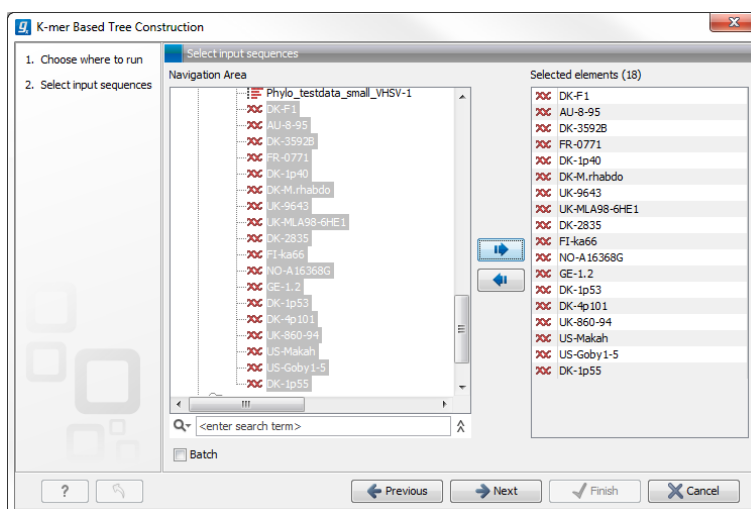 K-mer Based Tree Construction
1. Choose where to run
2. Select input sequences
Select input sequences
Navigation Area
Phylo_testdata_small_VHSV-1
DK-F1
AU-8-95
DK-3592B
FR-0771
DK-1p40
DK-M.rhabdo
UK-9643
UK-MLA98-6HE1
DK-2835
FI-ka66
NO-A16368G
GE-1.2
DK-1p53
DK-4p101
UK-860-94
US-Makah
US-Goby1-5
DK-1p55
<enter search term>
Batch
Selected elements (18)
DK-F1
AU-8-95
DK-3592B
FR-0771
DK-1p40
DK-M.rhabdo
UK-9643
UK-MLA98-6HE1
DK-2835
FI-ka66
NO-A16368G
GE-1.2
DK-1p53
DK-4p101
UK-860-94
US-Makah
US-Goby1-5
DK-1p55
?
Previous
Next
Finish
Cancel